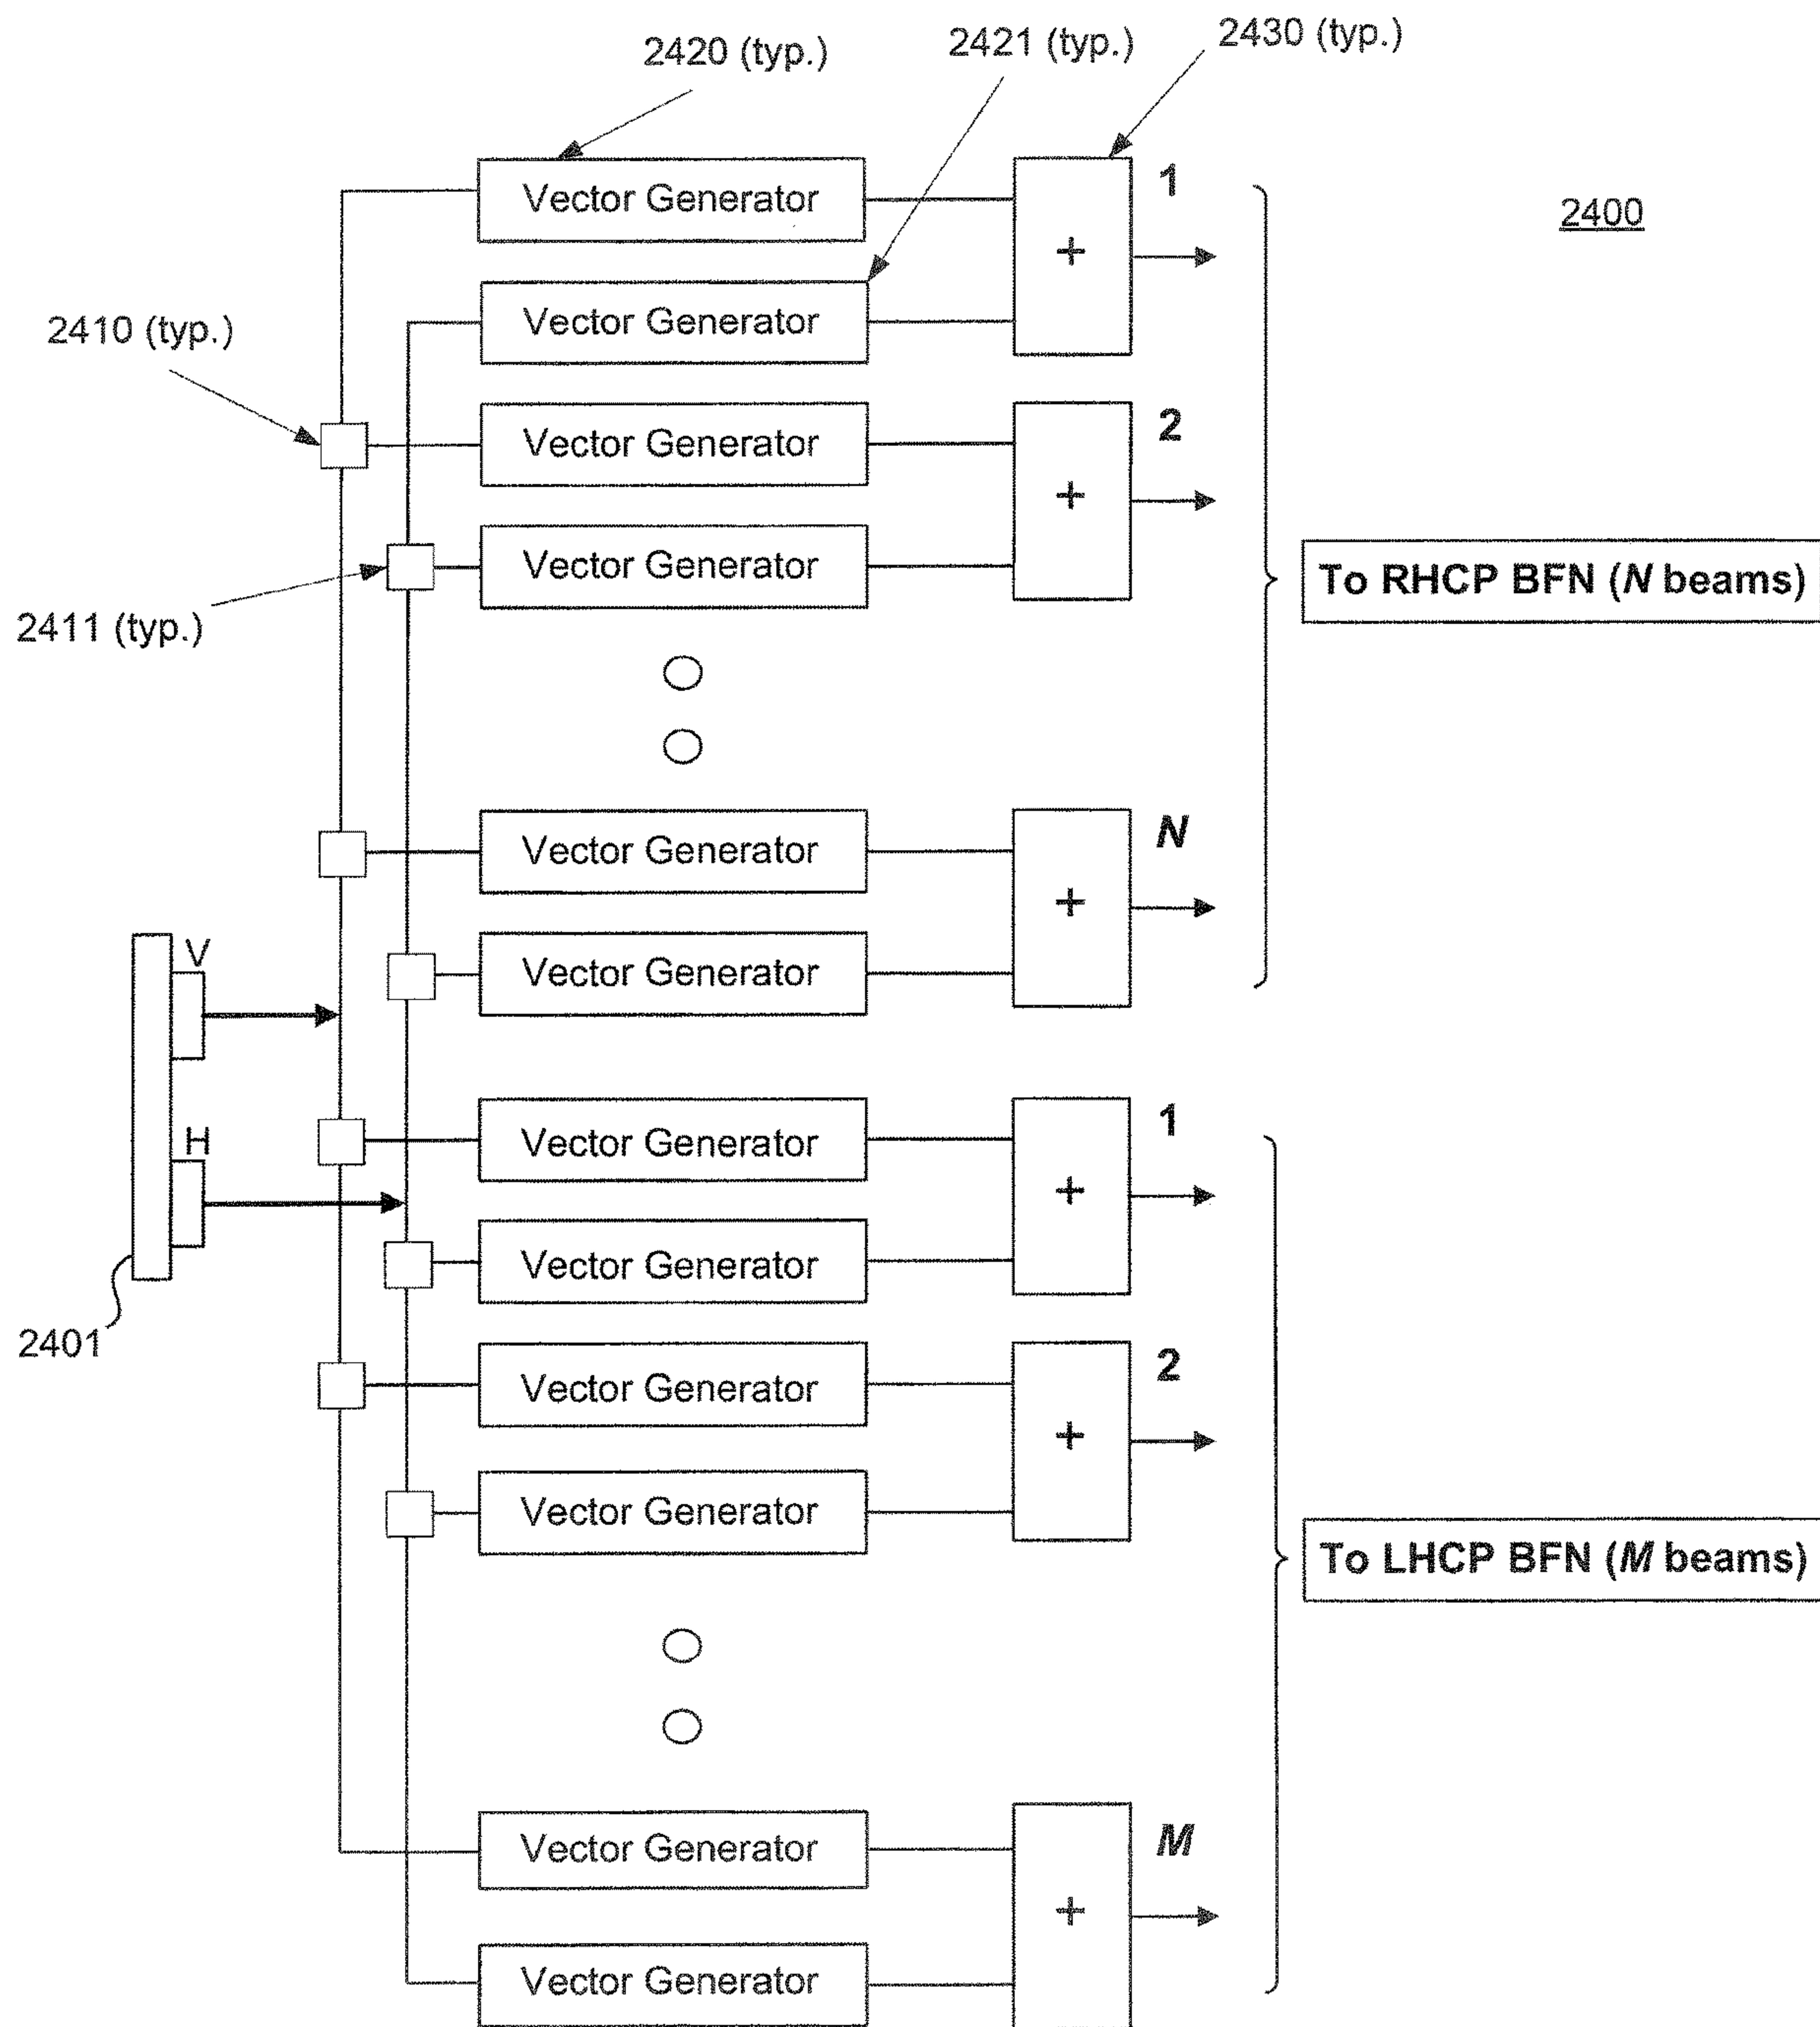 2420 (typ.)
2421 (typ.)
2430 (typ.)
2400
Vector Generator
+
1
Vector Generator
2410 (typ.)
Vector Generator
+
2
Vector Generator
2411 (typ.)
To RHCP BFN (N beams)
Vector Generator
+
N
Vector Generator
V
H
2401
Vector Generator
+
1
Vector Generator
Vector Generator
+
2
Vector Generator
To LHCP BFN (M beams)
Vector Generator
+
M
Vector Generator